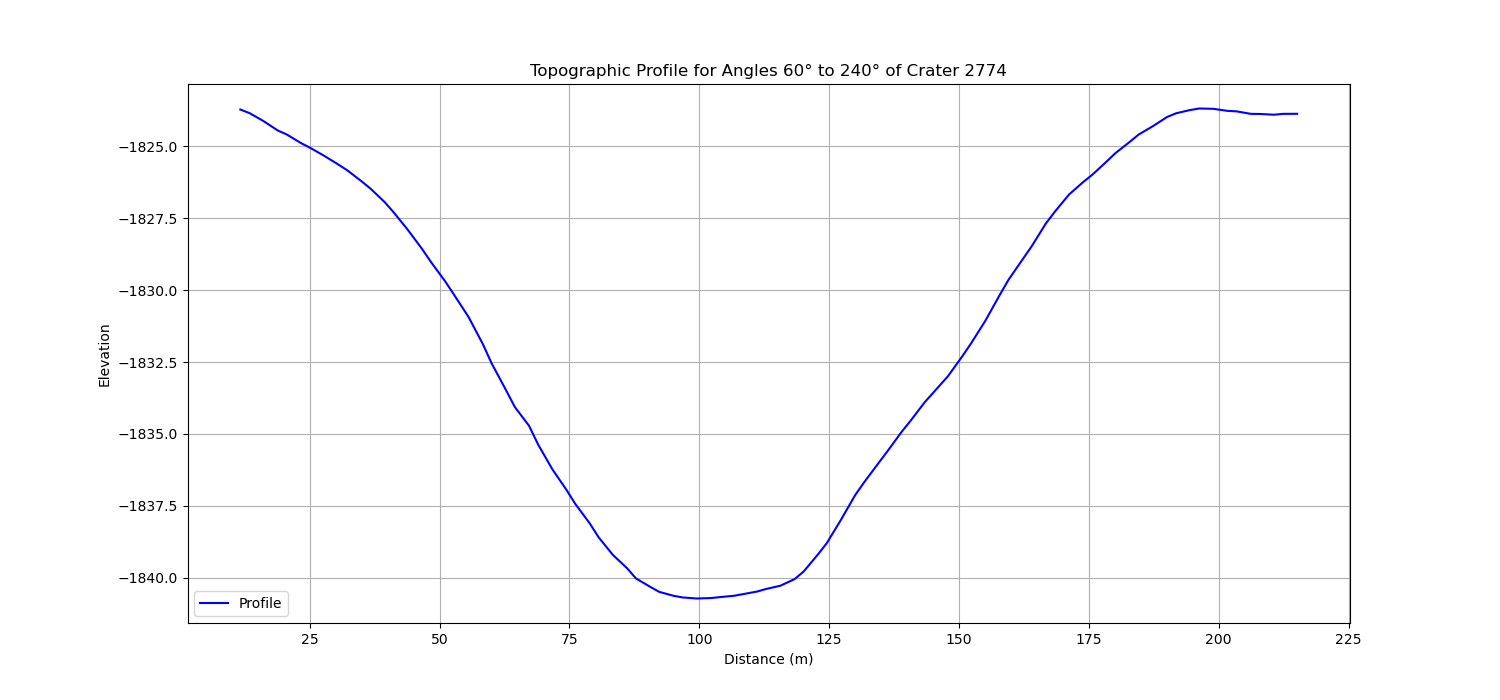 Topographic Profile for Angles 60° to 240° of Crater 2774
Elevation
−1825.0
−1827.5
−1830.0
−1832.5
−1835.0
−1837.5
−1840.0
Profile
25 50 75 100 125 150 175 200 225
Distance (m)